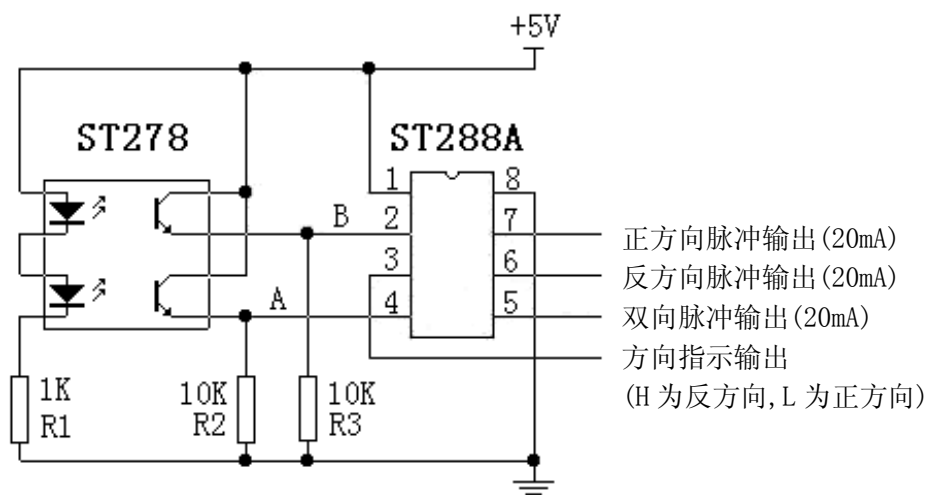 +5V
ST278
ST288A
1
8
B
2
7
正方向脉冲输出(20mA)
3
6
反方向脉冲输出(20mA)
A
4
5
双向脉冲输出(20mA)
方向指示输出
(H为反方向,L为正方向)
1K
R1
10K
R2
10K
R3